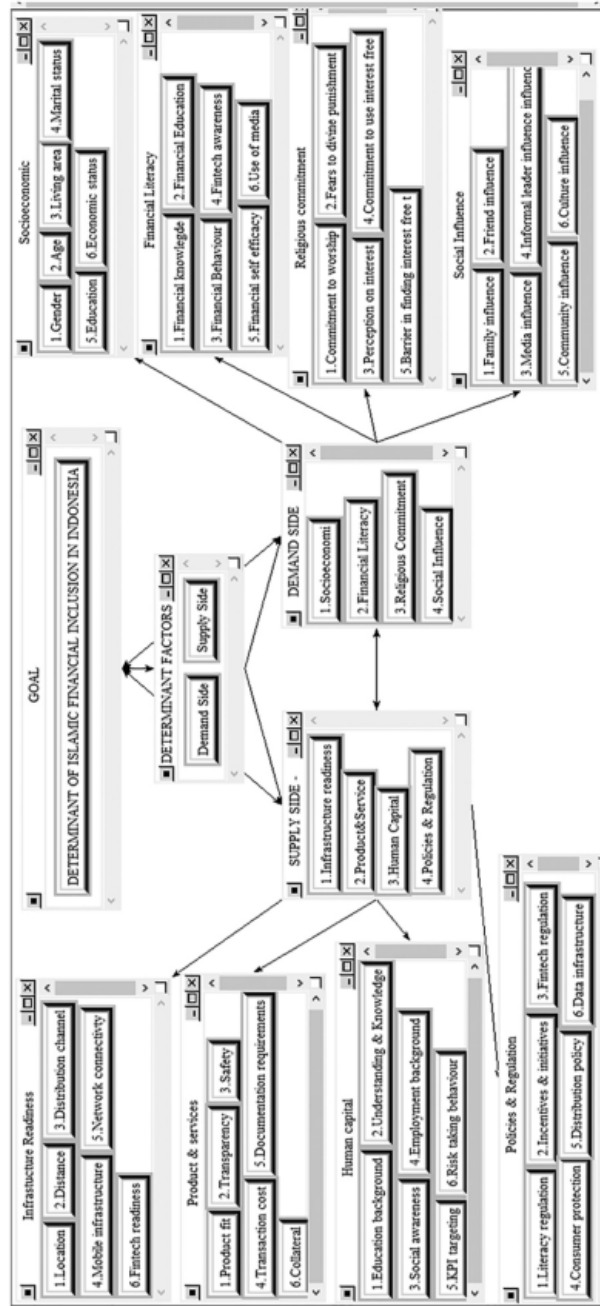 Infrastucture Readiness
1.Location
2.Distance
3.Distribution channel
4.Mobile infrastructure
5.Network connectivty
6.Fintech readiness
Product & services
1.Product fit
2.Transparency
3.Safety
4.Transaction cost
5.Documentation requirements
6.Collateral
Human capital
1.Education background
2.Understanding & Knowledge
3.Social awareness
4.Employment background
5.KPI targeting
6.Risk taking behaviour
Policies & Regulation
1.Literacy regulation
2.Incentives & initiatives
3.Fintech regulation
4.Consumer protection
5.Distribution policy
6.Data infrastructure
GOAL
DETERMINANT OF ISLAMIC FINANCIAL INCLUSION IN INDONESIA
DETERMINANT FACTORS
Demand Side
Supply Side
SUPPLY SIDE -
1.Infrastructure readiness
2.Product&Service
3.Human Capital
4.Policies & Regulation
DEMAND SIDE
1.Socioeconomi
2.Financial Literacy
3.Religious Commitment
4.Social Influence
Socioeconomic
1.Gender
2.Age
3.Living area
4.Marital status
5.Education
6.Economic status
Financial Literacy
1.Financial knowlegde
2.Financial Education
3.Financial Behaviour
4.Fintech awareness
5.Financial self efficacy
6.Use of media
Religious commitment
1.Commitment to worship
2.Fears to divine punishment
3.Perception on interest
4.Commitment to use interest free
5.Barrier in finding interest free t
Social Influence
1.Family influence
2.Friend influence
3.Media influence
4.Informal leader influence influenc
5.Community influence
6.Culture influence